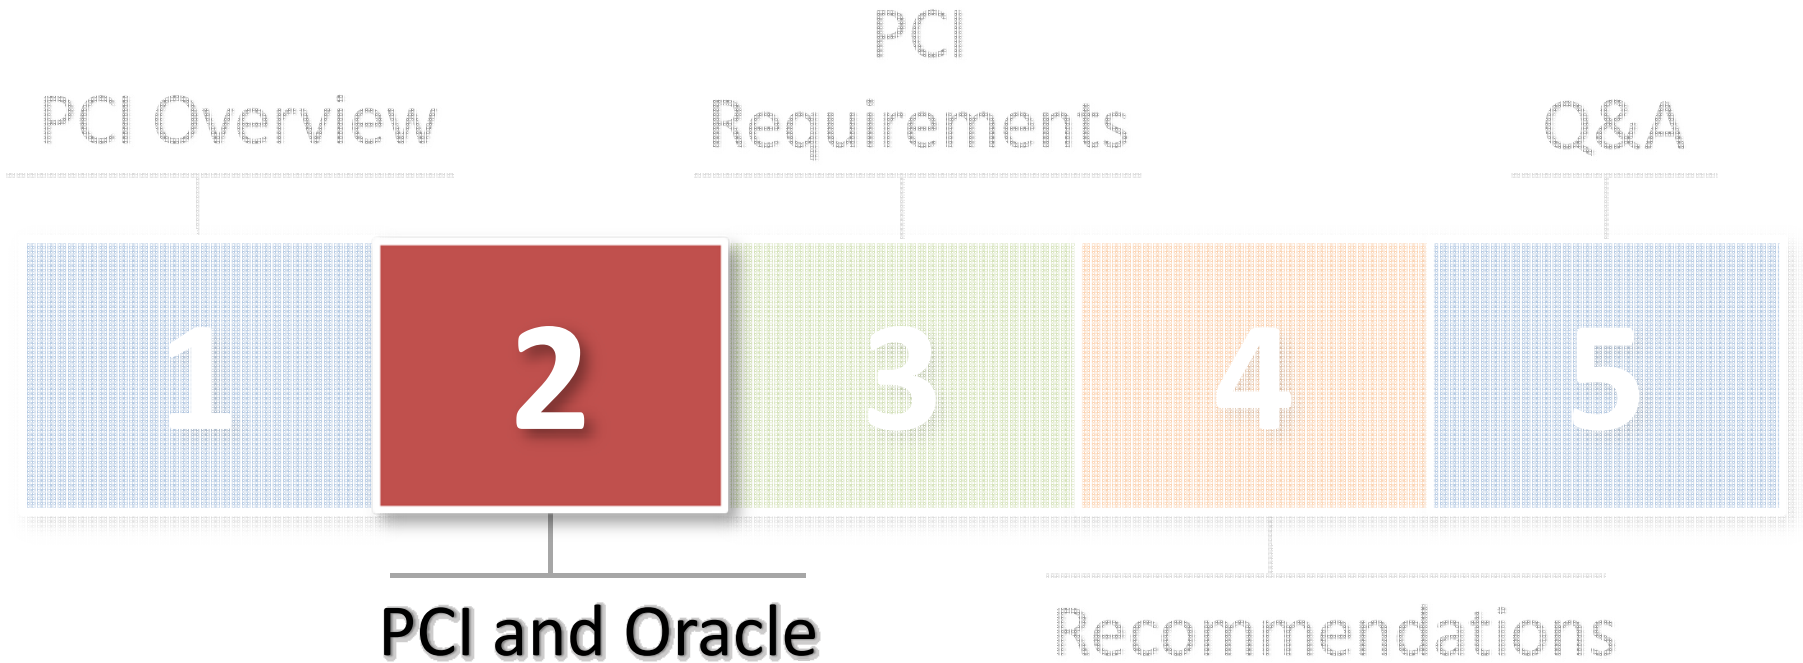 PCI
PCI Overview
Requirements
Q&A
1
2
3
4
5
PCI and Oracle
Recommendations